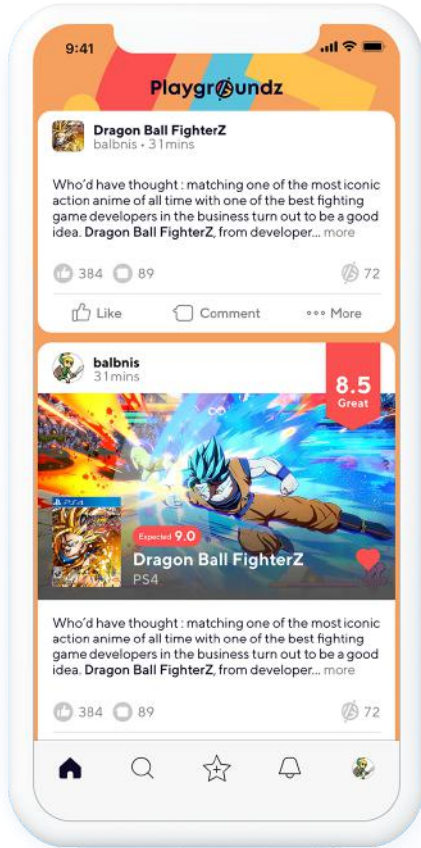 9:41
Playgroundz
Dragon Ball FighterZ
balbnis • 31mins
Who'd have thought : matching one of the most iconic
action anime of all time with one of the best fighting
game developers in the business turn out to be a good
idea. Dragon Ball FighterZ, from developer... more
384 89 72
Like Comment More
balbnis
31mins
8.5
Great
PS4
Expected 9.0
Dragon Ball FighterZ
PS4
Who'd have thought : matching one of the most iconic
action anime of all time with one of the best fighting
game developers in the business turn out to be a good
idea. Dragon Ball FighterZ, from developer... more
384 89 72